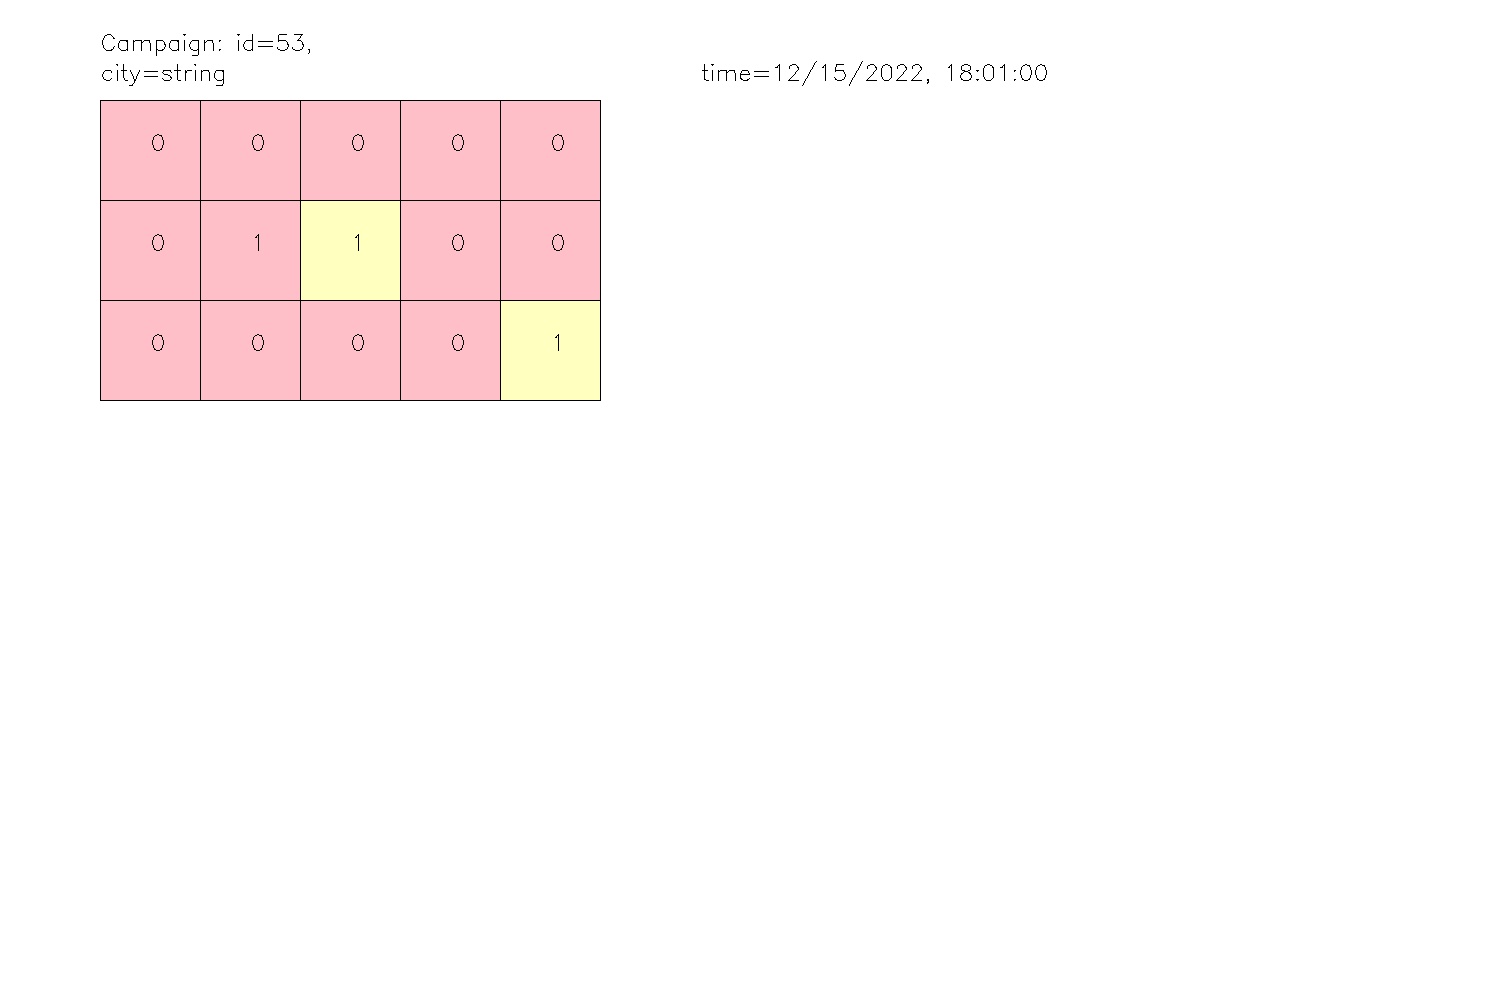 Campaign: id=53,
city=string
time=12/15/2022, 18:01:00
0 0 0 0 0
0 1 1 0 0
0 0 0 0 1